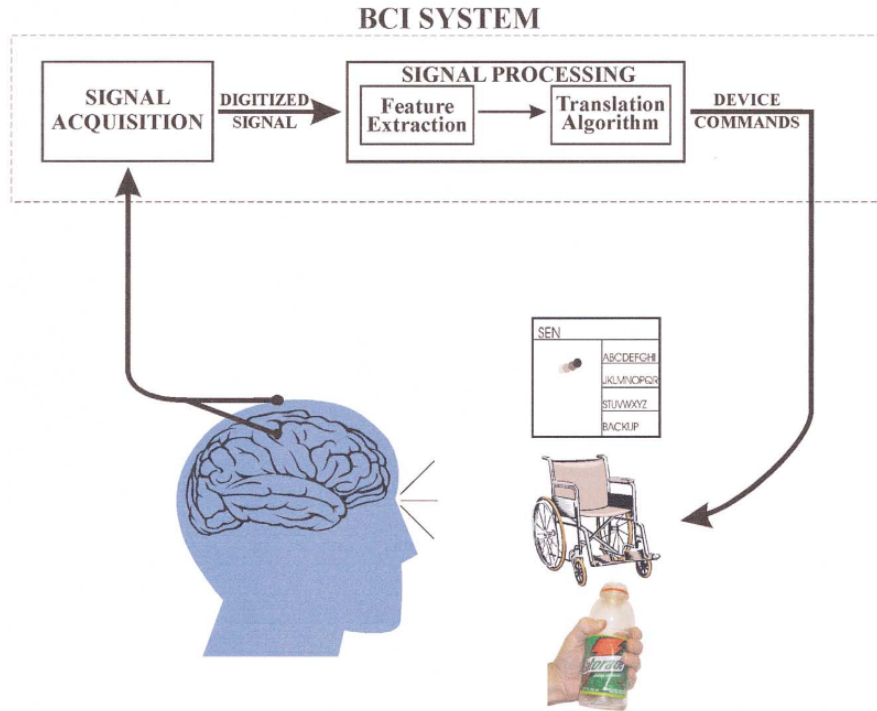 BCI SYSTEM
SIGNAL
ACQUISITION
DIGITIZED
SIGNAL
SIGNAL PROCESSING
Feature
Extraction
Translation
Algorithm
DEVICE
COMMANDS
SEN
ABCDEFGHI
JKLMNOPQR
STUVWXYZ
BACKUP